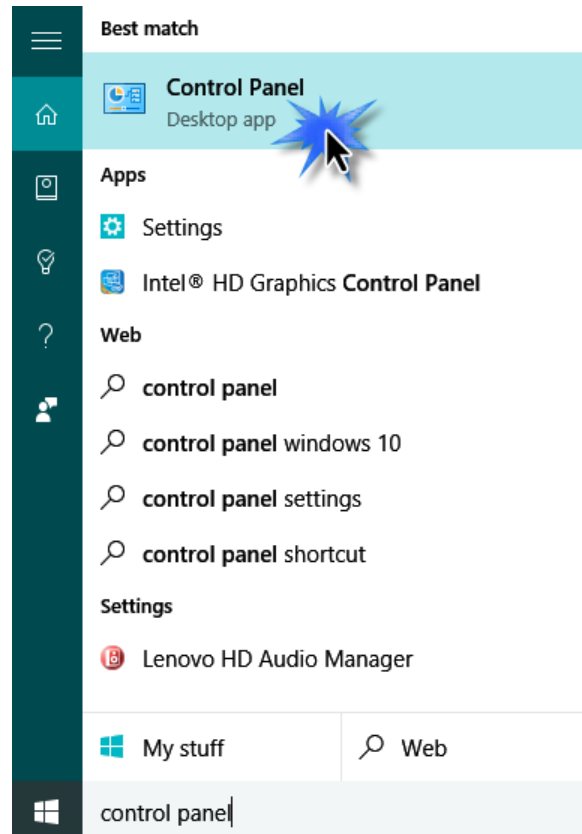 Best match
Control Panel
Desktop app
Apps
Settings
Intel® HD Graphics Control Panel
Web
control panel
control panel windows 10
control panel settings
control panel shortcut
Settings
Lenovo HD Audio Manager
My stuff
Web
control panel